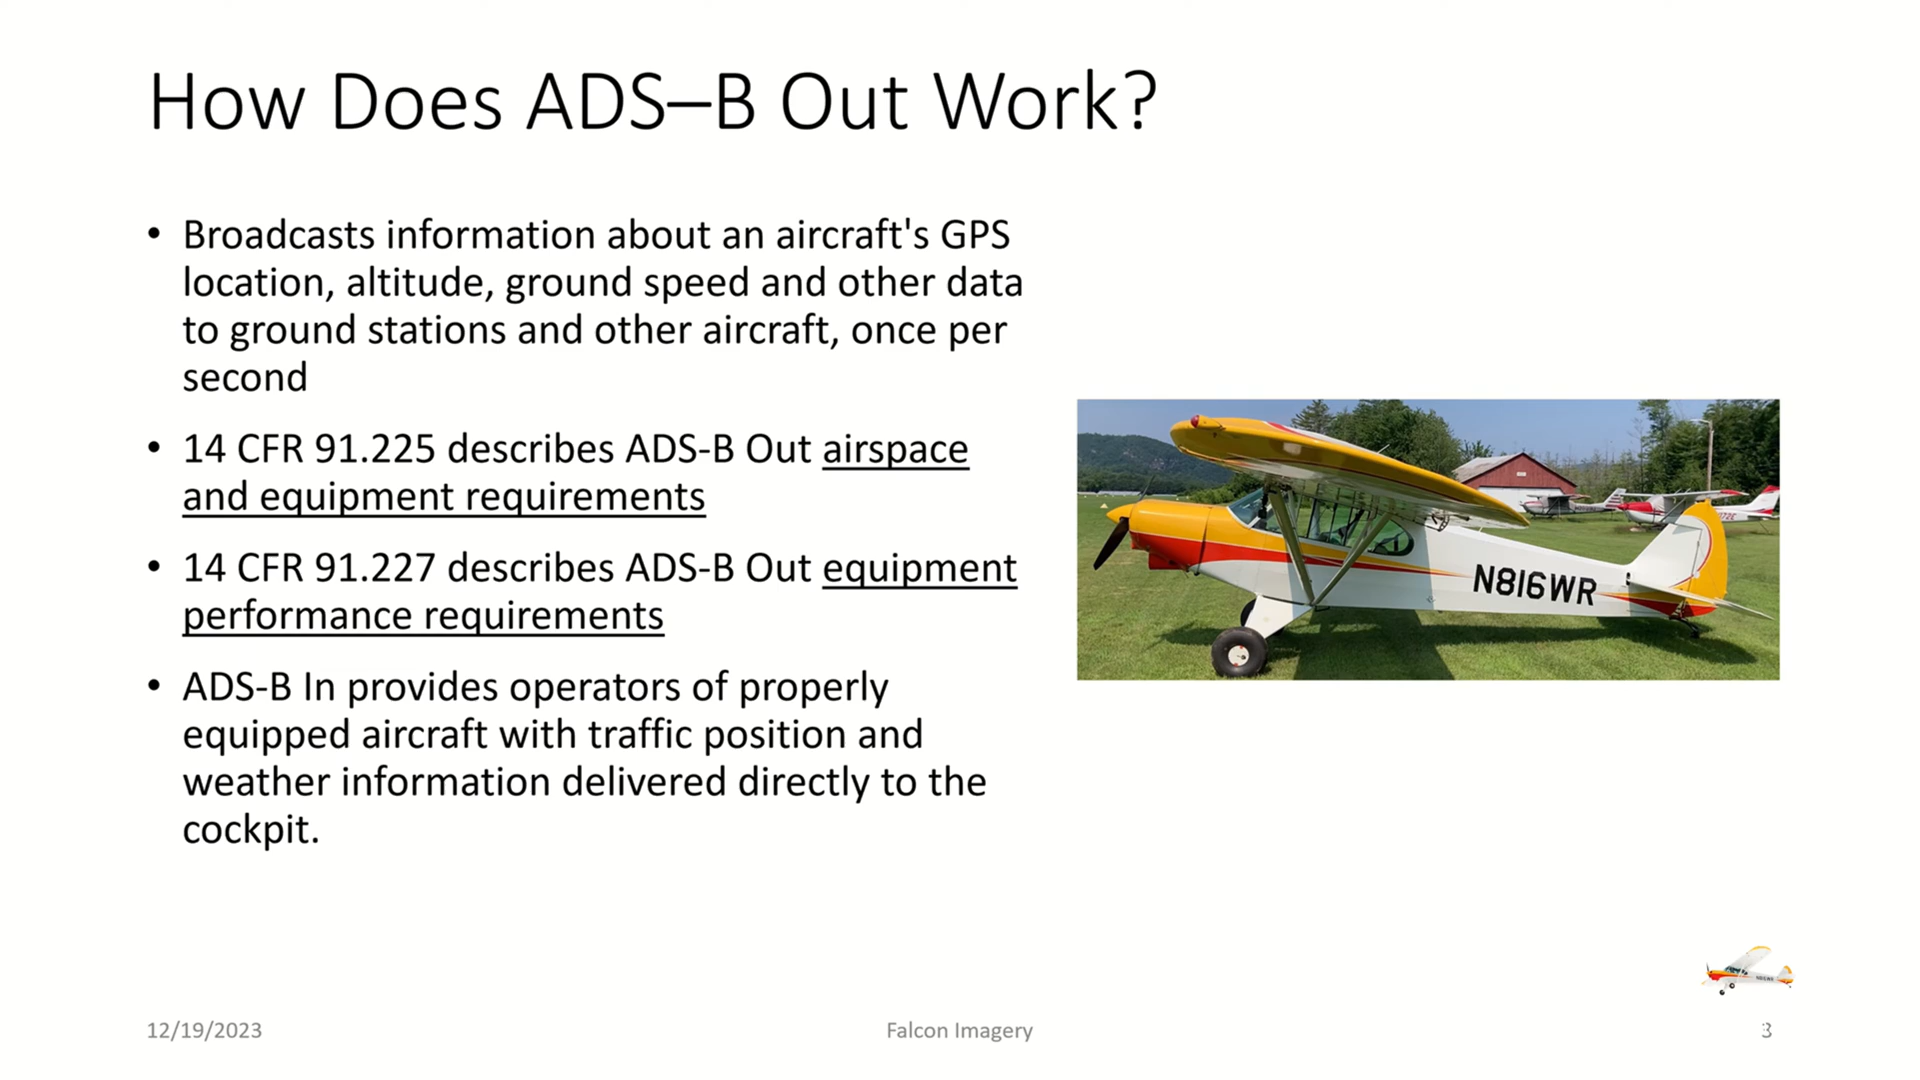 How Does ADS–B Out Work?
• Broadcasts information about an aircraft's GPS
location, altitude, ground speed and other data
to ground stations and other aircraft, once per
second
• 14 CFR 91.225 describes ADS-B Out airspace
and equipment requirements
• 14 CFR 91.227 describes ADS-B Out equipment
performance requirements
• ADS-B In provides operators of properly
equipped aircraft with traffic position and
weather information delivered directly to the
cockpit.
N816WR
12/19/2023
Falcon Imagery
3